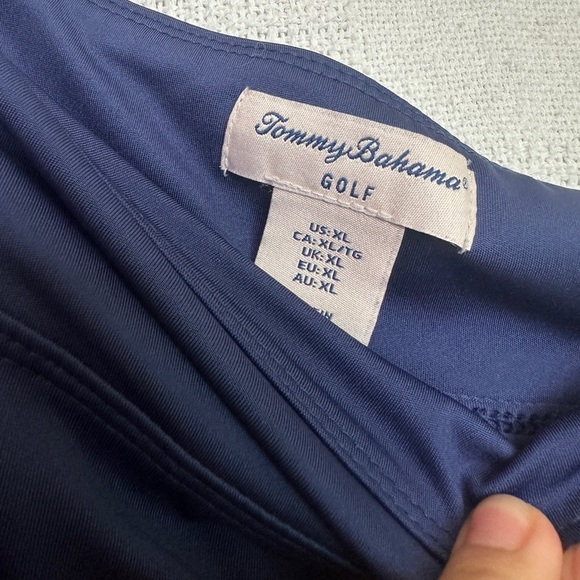 Tommy Bahama®
GOLF
US: XL
CA: XL/TG
UK: XL
EU: XL
AU: XL